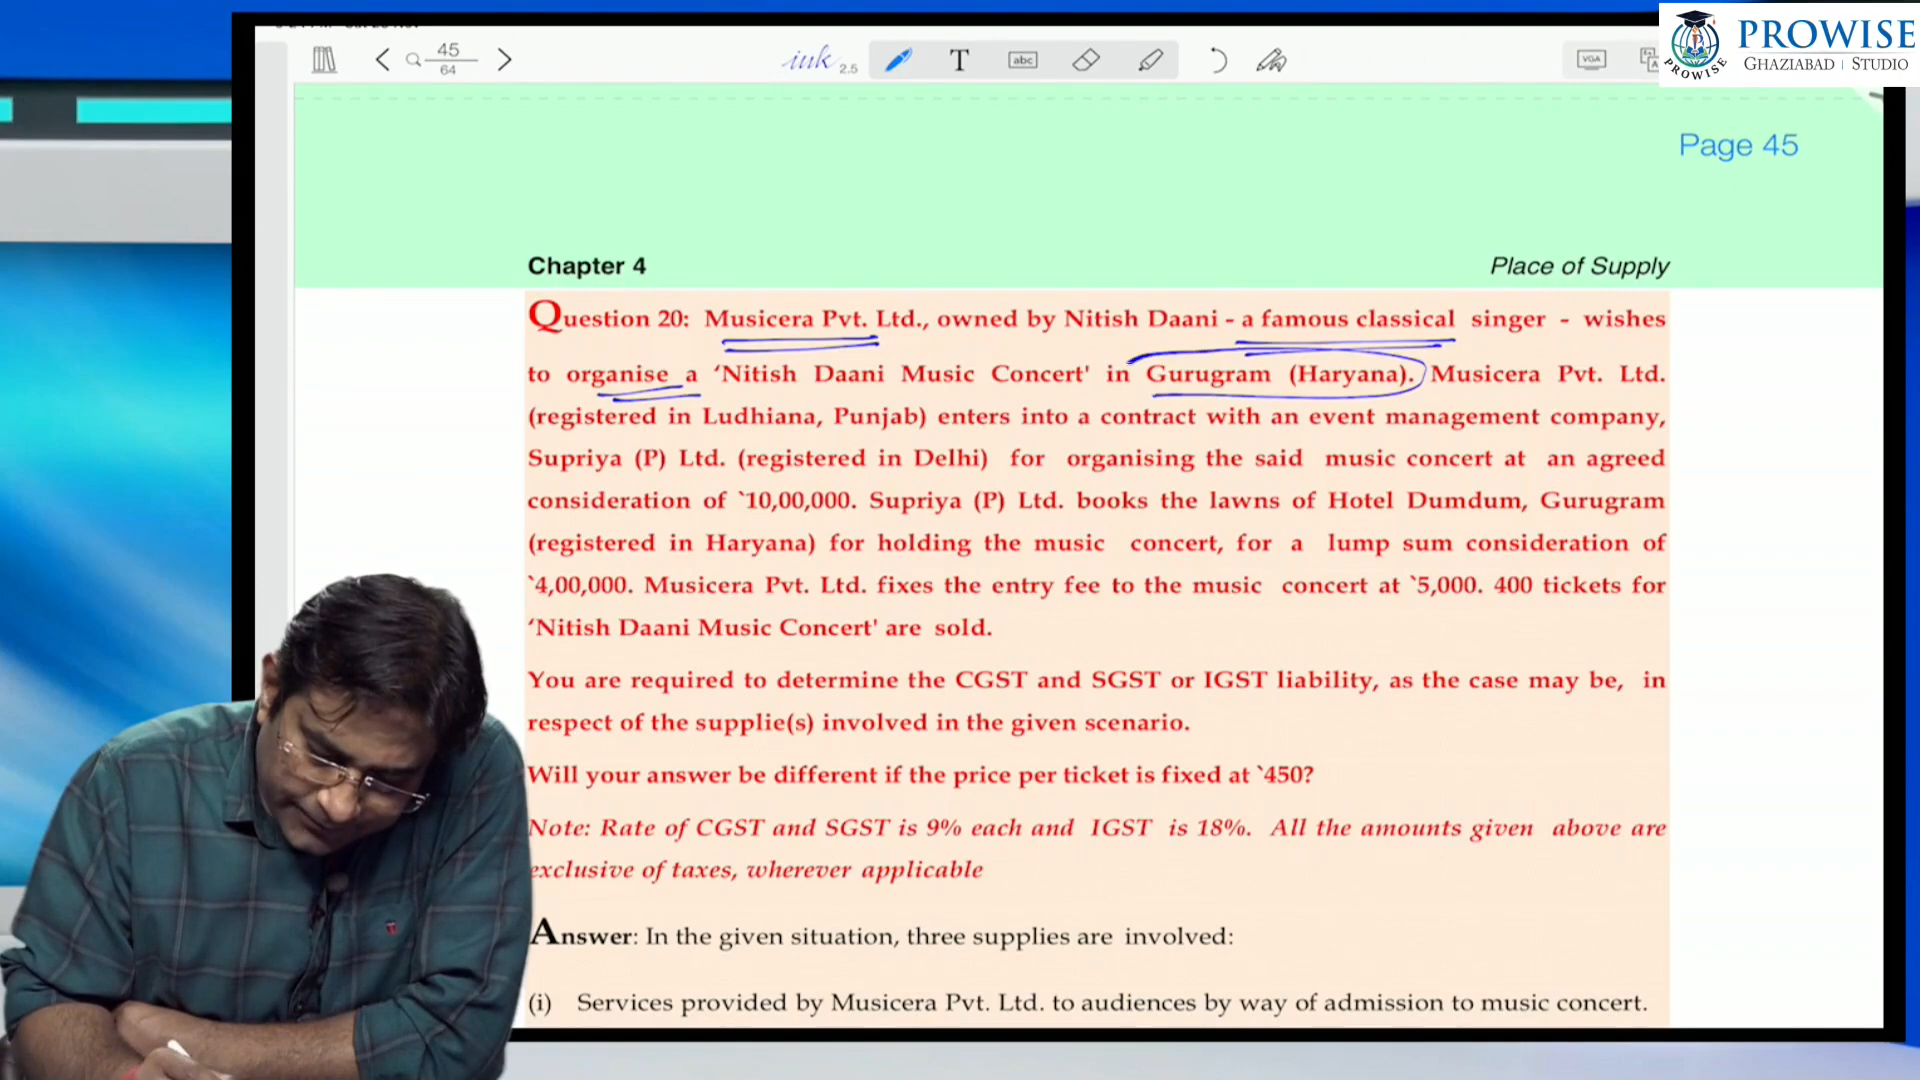 45
64
ink 2.5
T
abc
VGA
PROWISE
PROWISE
GHAZIABAD | STUDIO
Page 45
Chapter 4
Place of Supply
Question 20: Musicera Pvt. Ltd., owned by Nitish Daani - a famous classical singer - wishes
to organise a ‘Nitish Daani Music Concert' in Gurugram (Haryana). Musicera Pvt. Ltd.
(registered in Ludhiana, Punjab) enters into a contract with an event management company,
Supriya (P) Ltd. (registered in Delhi) for organising the said music concert at an agreed
consideration of `10,00,000. Supriya (P) Ltd. books the lawns of Hotel Dumdum, Gurugram
(registered in Haryana) for holding the music concert, for a lump sum consideration of
`4,00,000. Musicera Pvt. Ltd. fixes the entry fee to the music concert at `5,000. 400 tickets for
‘Nitish Daani Music Concert' are sold.
You are required to determine the CGST and SGST or IGST liability, as the case may be, in
respect of the supplie(s) involved in the given scenario.
Will your answer be different if the price per ticket is fixed at `450?
Note: Rate of CGST and SGST is 9% each and IGST is 18%. All the amounts given above are
exclusive of taxes, wherever applicable
Answer: In the given situation, three supplies are involved:
(i) Services provided by Musicera Pvt. Ltd. to audiences by way of admission to music concert.